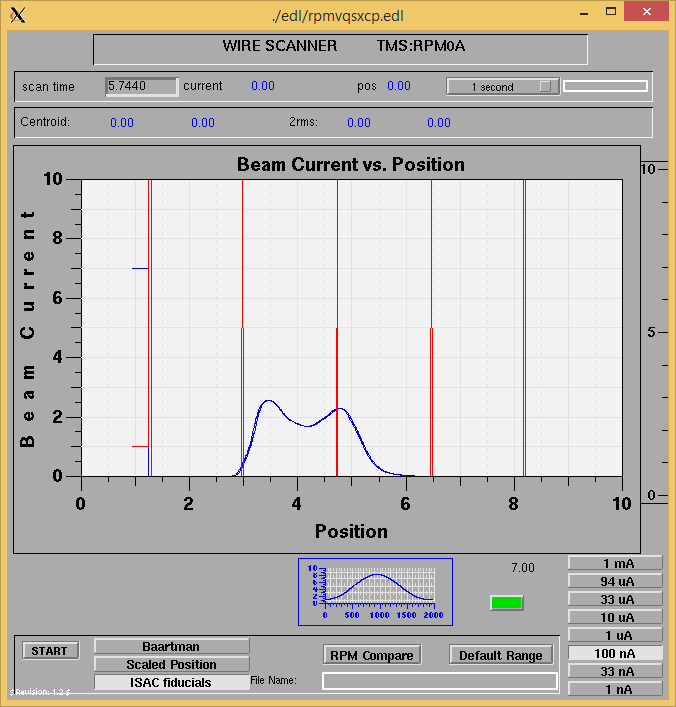 ./edl/rpmvqsxcp.edl
WIRE SCANNER TMS:RPM0A
scan time 5.7440 current 0.00 pos 0.00 1 second
Centroid: 0.00 0.00 2rms: 0.00 0.00
Beam Current vs. Position
10
8
6
4
2
0
Beam Current
0 2 4 6 8 10
Position
10
5
0
10
8
6
4
2
0
0 500 1000 1500 2000
7.00
1 mA
94 uA
33 uA
10 uA
1 uA
100 nA
33 nA
1 nA
START
Baartman
Scaled Position
ISAC fiducials
RPM Compare
Default Range
File Name:
$Revision: 1.2 $